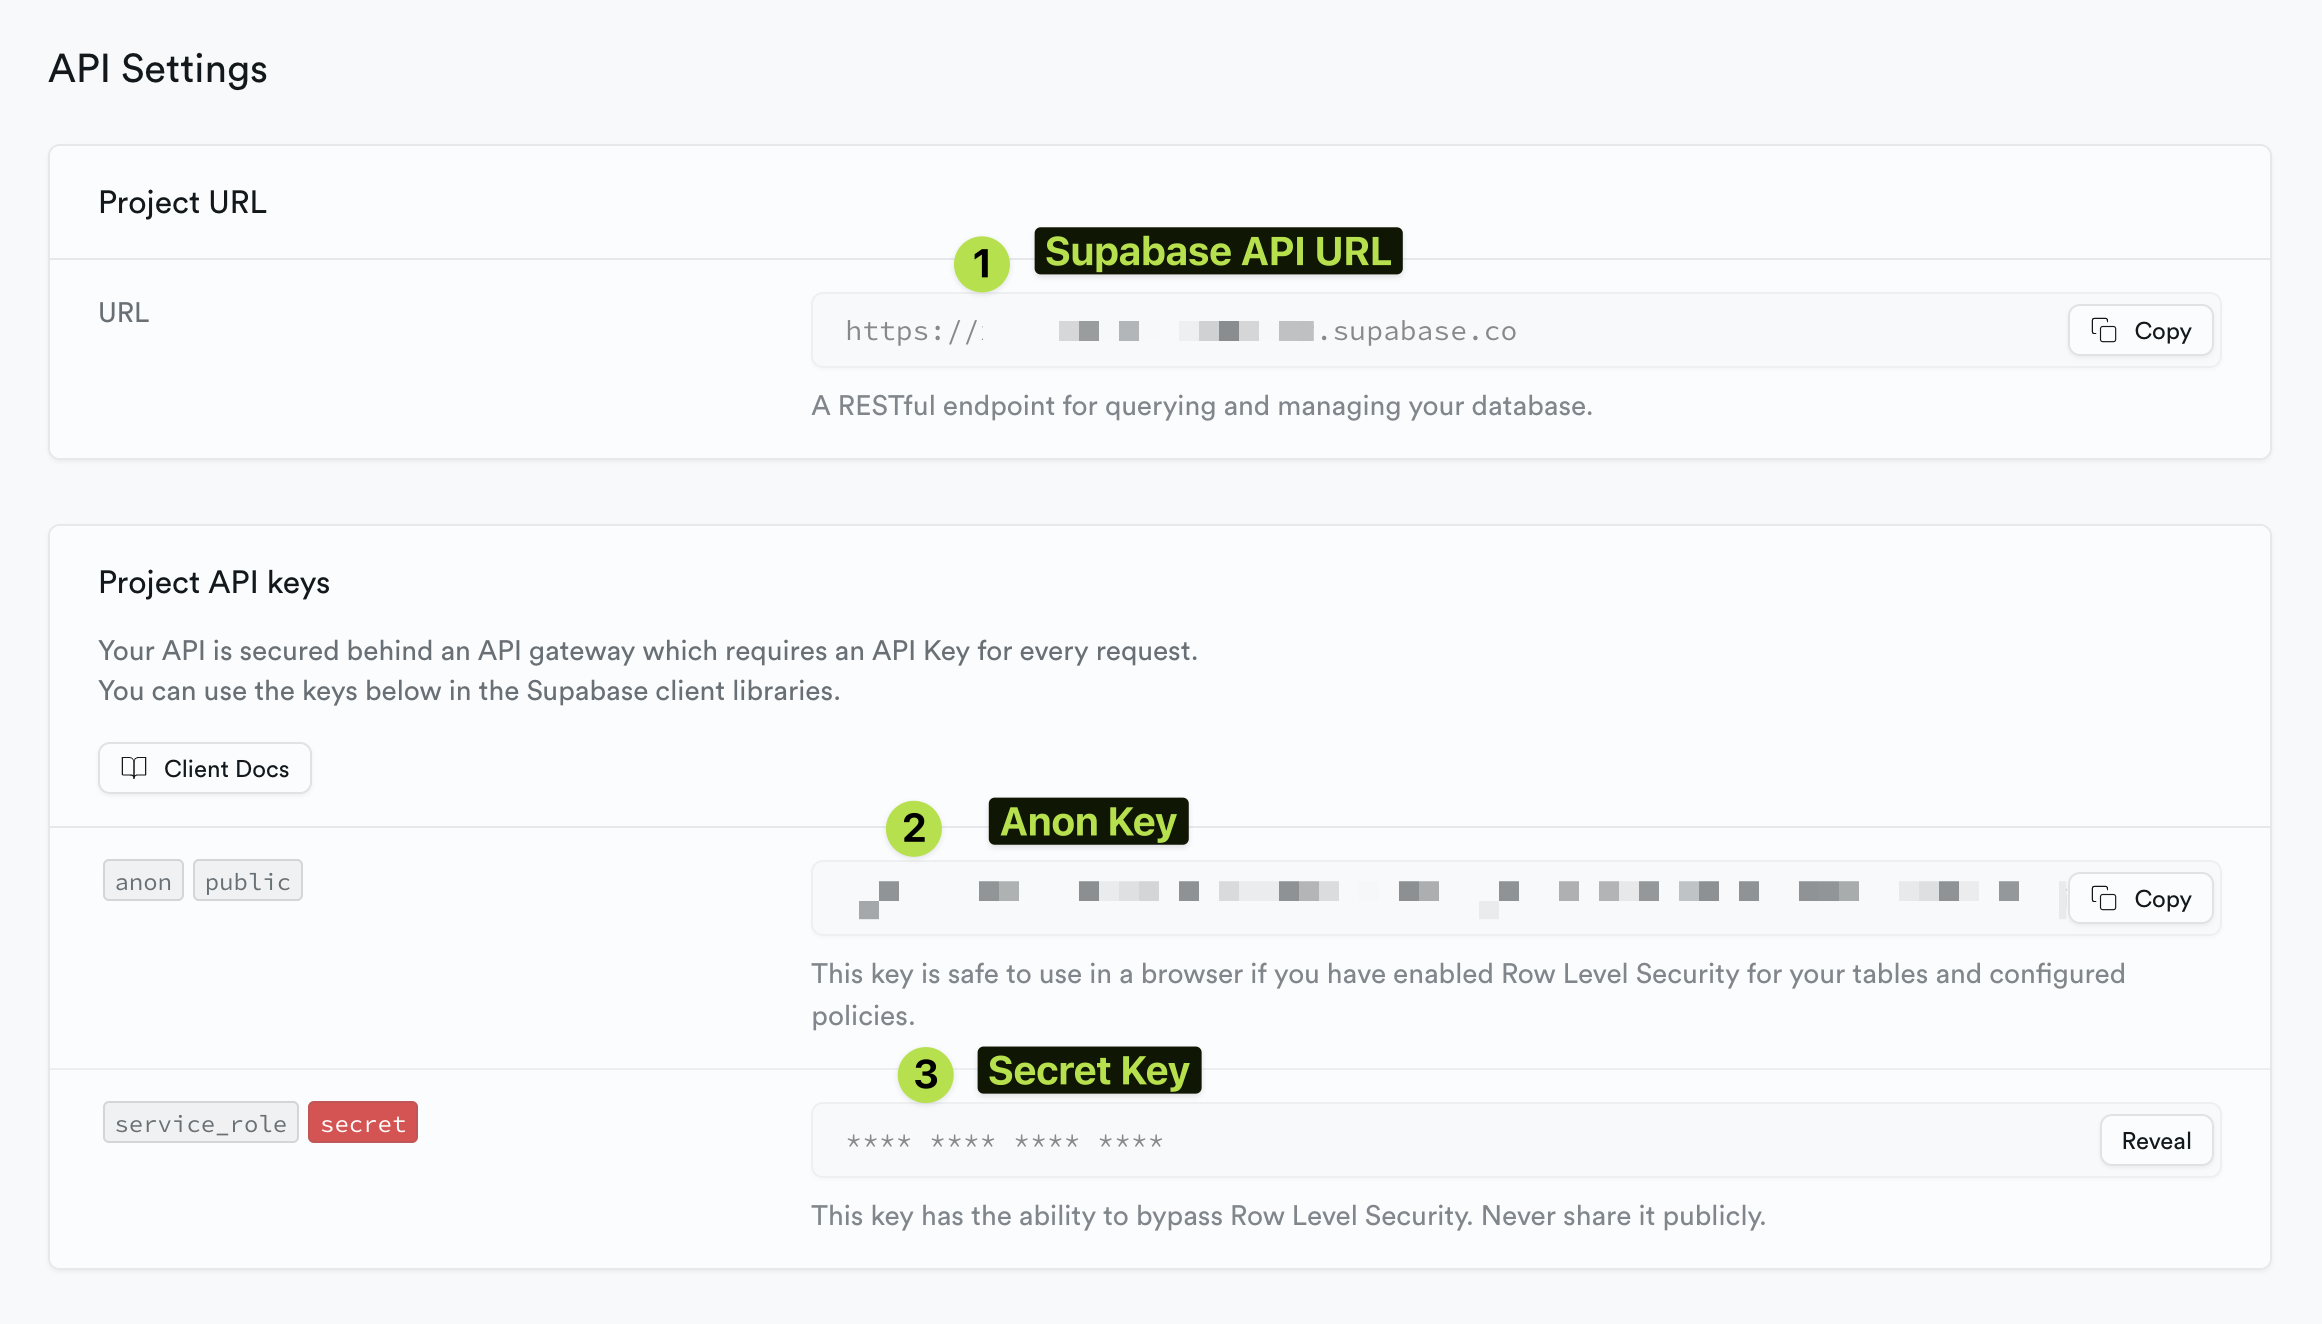 API Settings
Project URL
1 Supabase API URL
URL
https:// .supabase.co
Copy
A RESTful endpoint for querying and managing your database.
Project API keys
Your API is secured behind an API gateway which requires an API Key for every request.
You can use the keys below in the Supabase client libraries.
Client Docs
2 Anon Key
anon public
Copy
This key is safe to use in a browser if you have enabled Row Level Security for your tables and configured
policies.
3 Secret Key
service_role secret
**** **** **** ****
Reveal
This key has the ability to bypass Row Level Security. Never share it publicly.